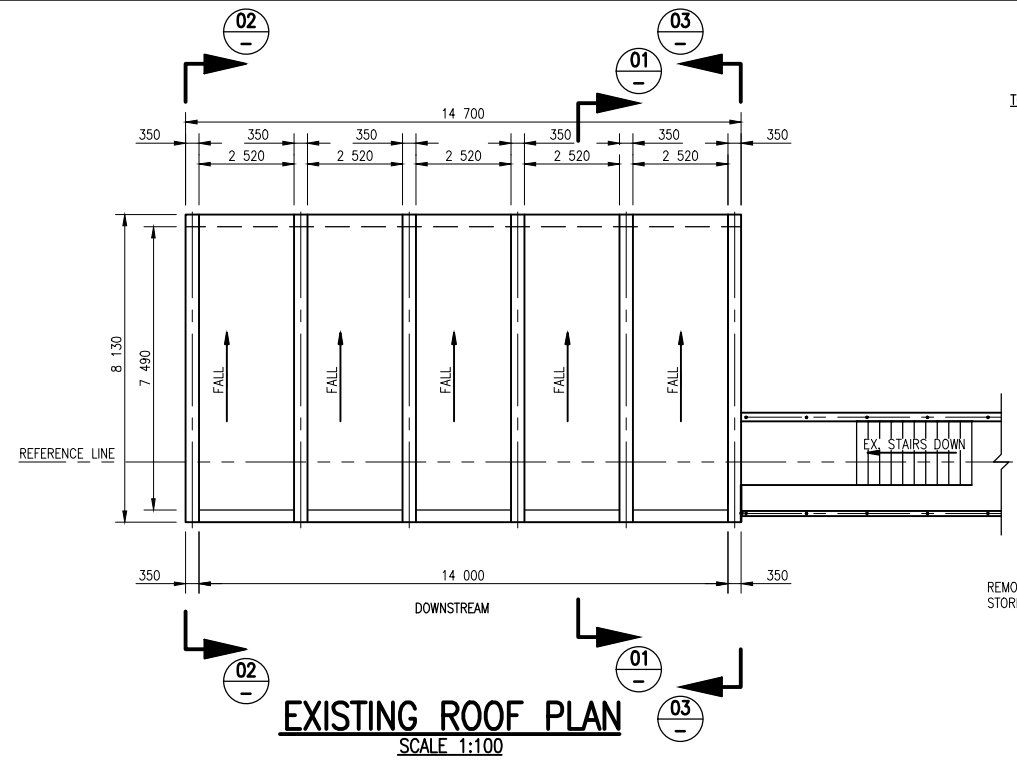 02
–
03
–
01
–
I
14 700
350 350 350 350 350 350
2 520 2 520 2 520 2 520 2 520
8 130
7 490
FALL FALL FALL FALL FALL
REFERENCE LINE
EX. STAIRS DOWN
350 14 000 350
DOWNSTREAM
REMO
STOR
02
–
01
–
03
–
EXISTING ROOF PLAN
SCALE 1:100